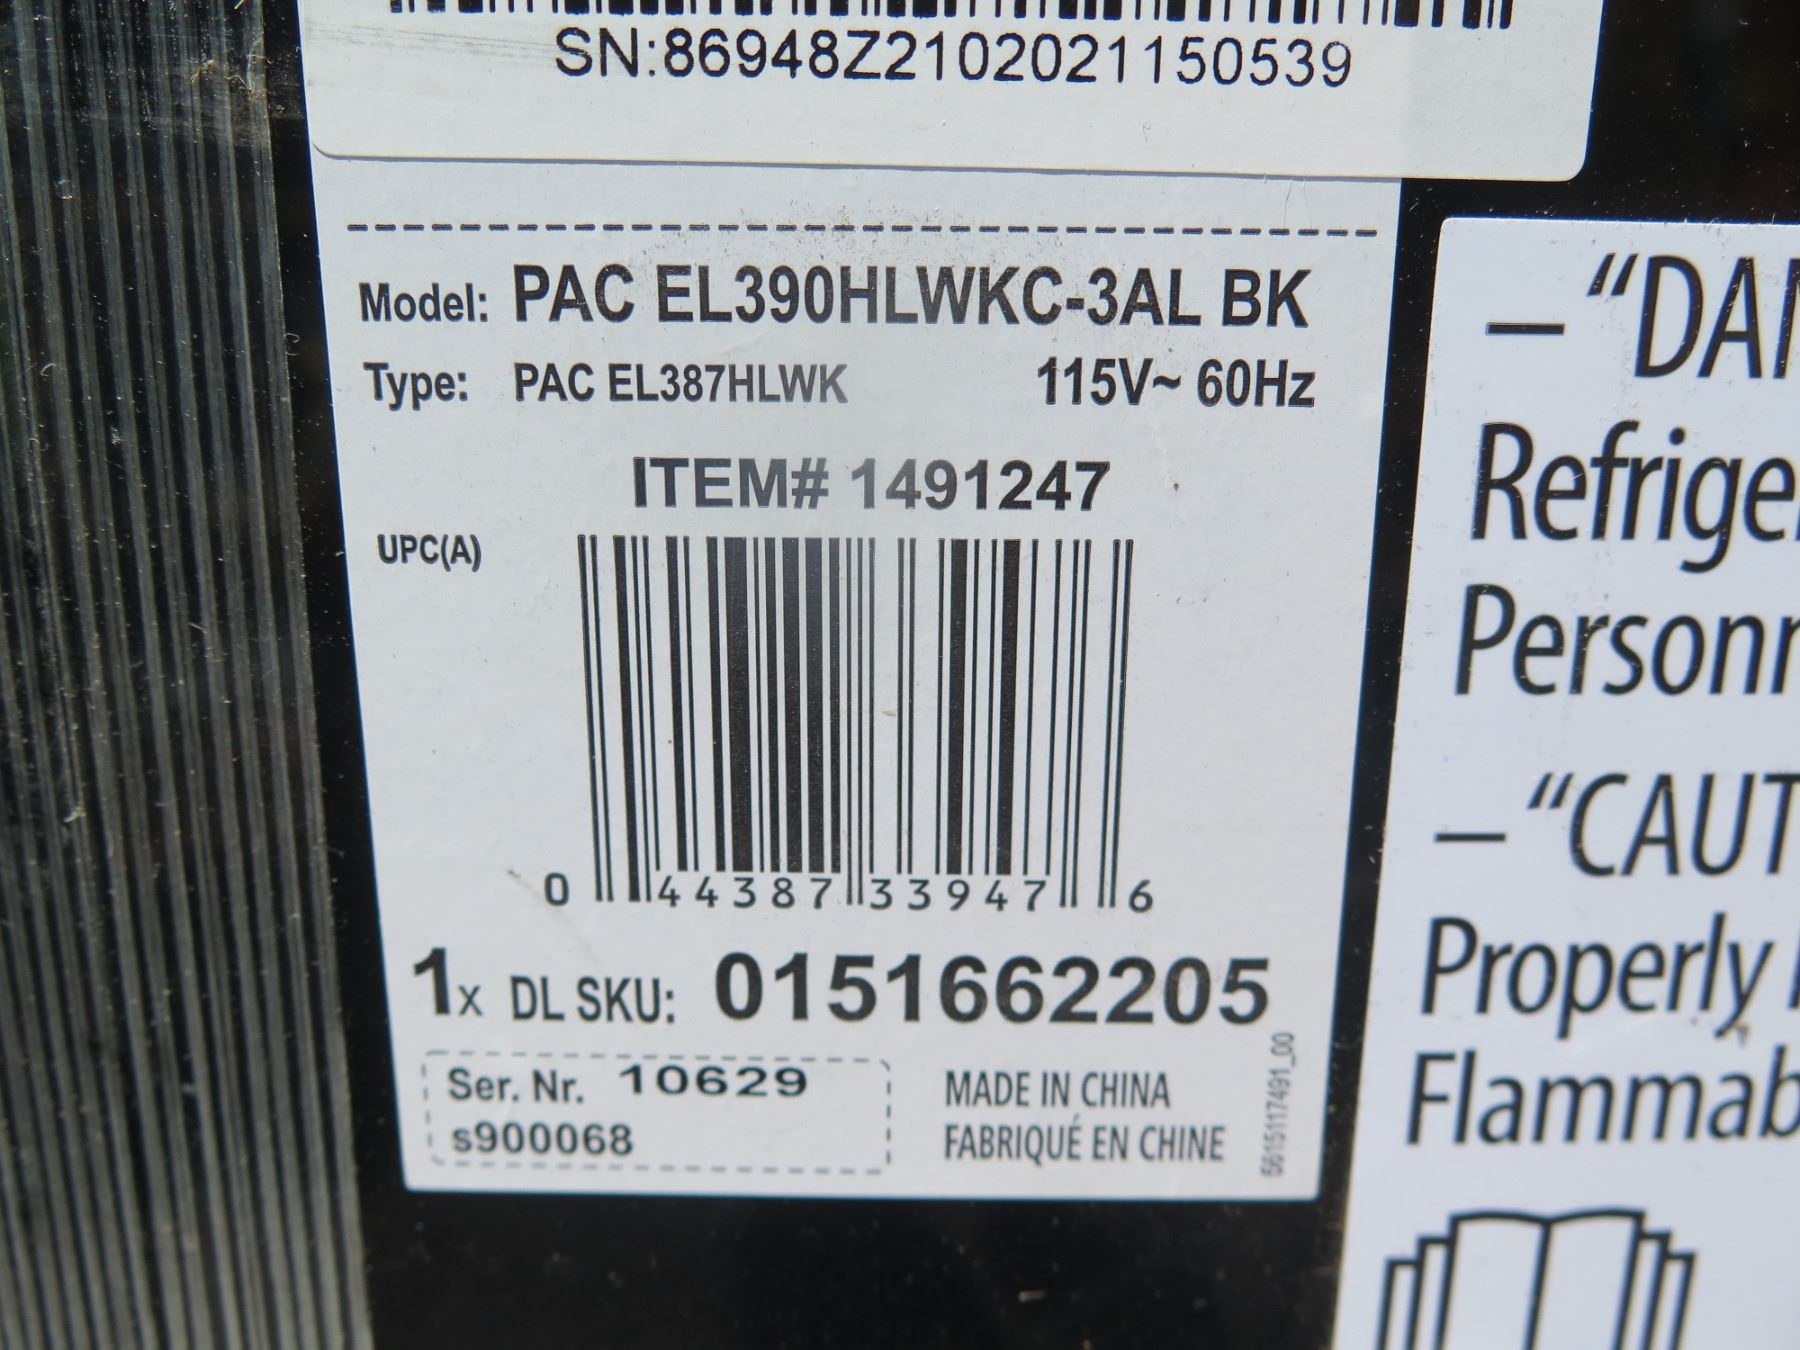 SN:86948Z2102021150539
Model: PAC EL390HLWKC-3AL BK
Type: PAC EL387HLWK 115V~ 60Hz
ITEM# 1491247
UPC(A)
0 44387 33947 6
1x DL SKU: 0151662205
Ser. Nr. 10629
s900068
MADE IN CHINA
FABRIQUÉ EN CHINE
5615117491_00
– “DAN
Refrige
Personn
– “CAUT
Properly
Flammab